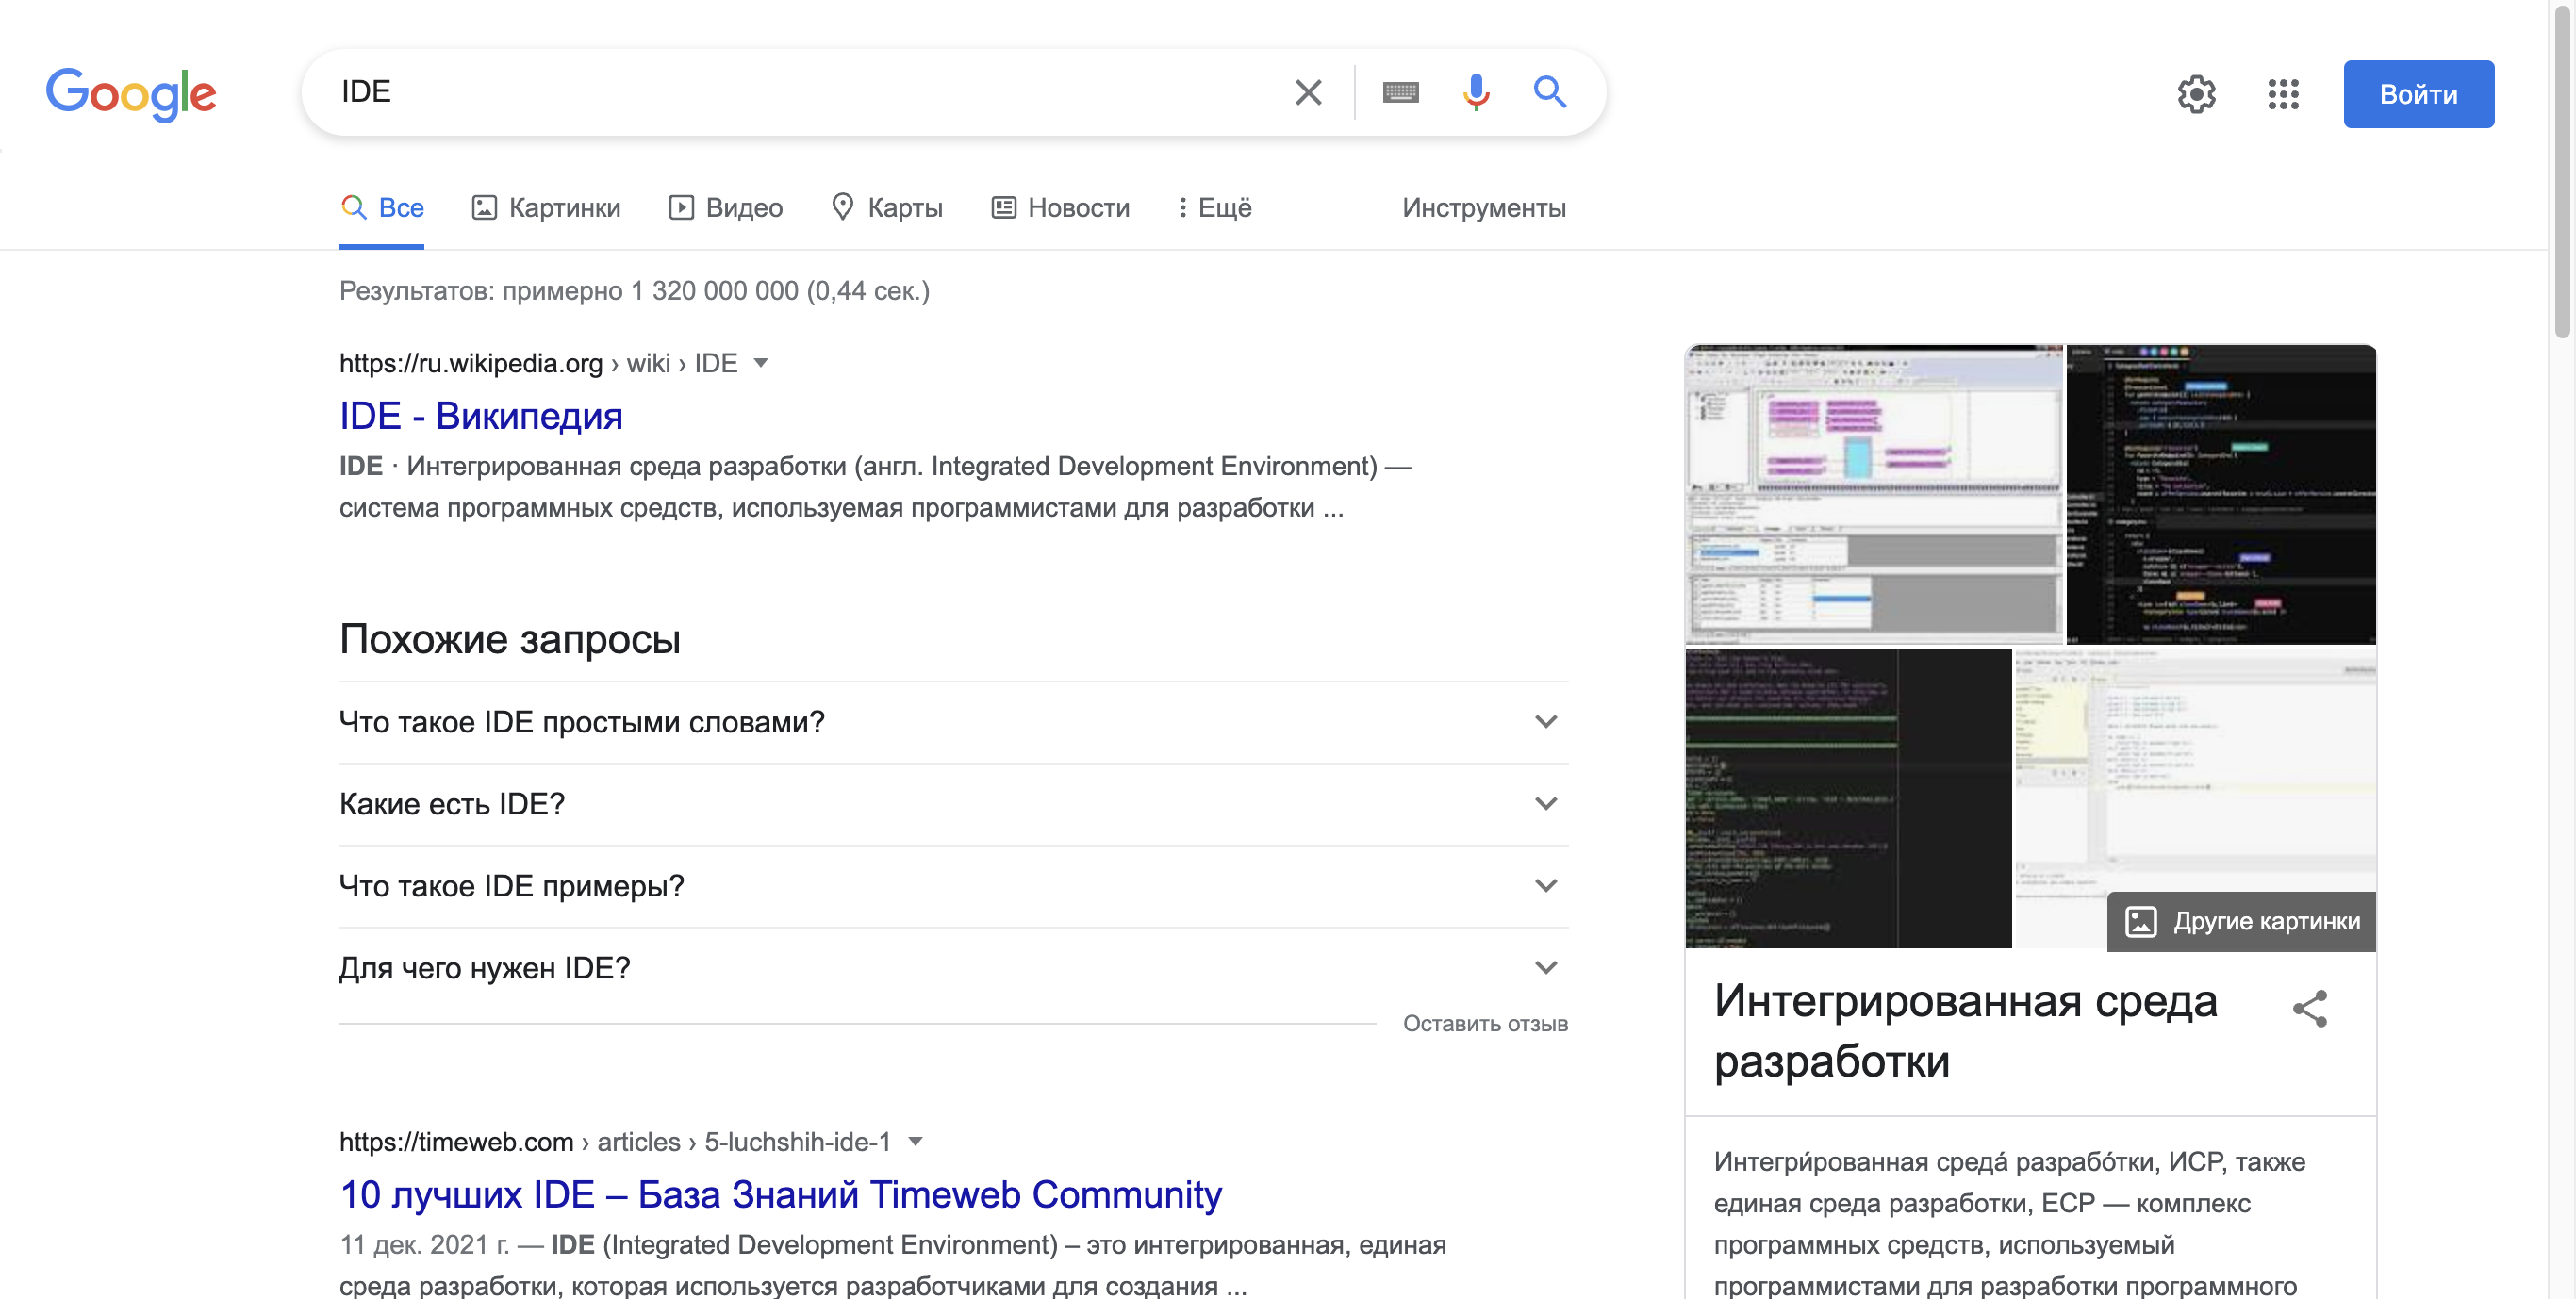 Google
IDE
Войти
Все
Картинки
Видео
Карты
Новости
Ещё
Инструменты
Результатов: примерно 1 320 000 000 (0,44 сек.)
https://ru.wikipedia.org › wiki › IDE
IDE - Википедия
IDE · Интегрированная среда разработки (англ. Integrated Development Environment) —
система программных средств, используемая программистами для разработки ...
Похожие запросы
Что такое IDE простыми словами?
Какие есть IDE?
Что такое IDE примеры?
Для чего нужен IDE?
Оставить отзыв
https://timeweb.com › articles › 5-luchshih-ide-1
10 лучших IDE – База Знаний Timeweb Community
11 дек. 2021 г. — IDE (Integrated Development Environment) – это интегрированная, единая
среда разработки, которая используется разработчиками для создания ...
Другие картинки
Интегрированная среда
разработки
Интегри́рованная среда́ разрабо́тки, ИСР, также
единая среда разработки, ЕСР — комплекс
программных средств, используемый
программистами для разработки программного